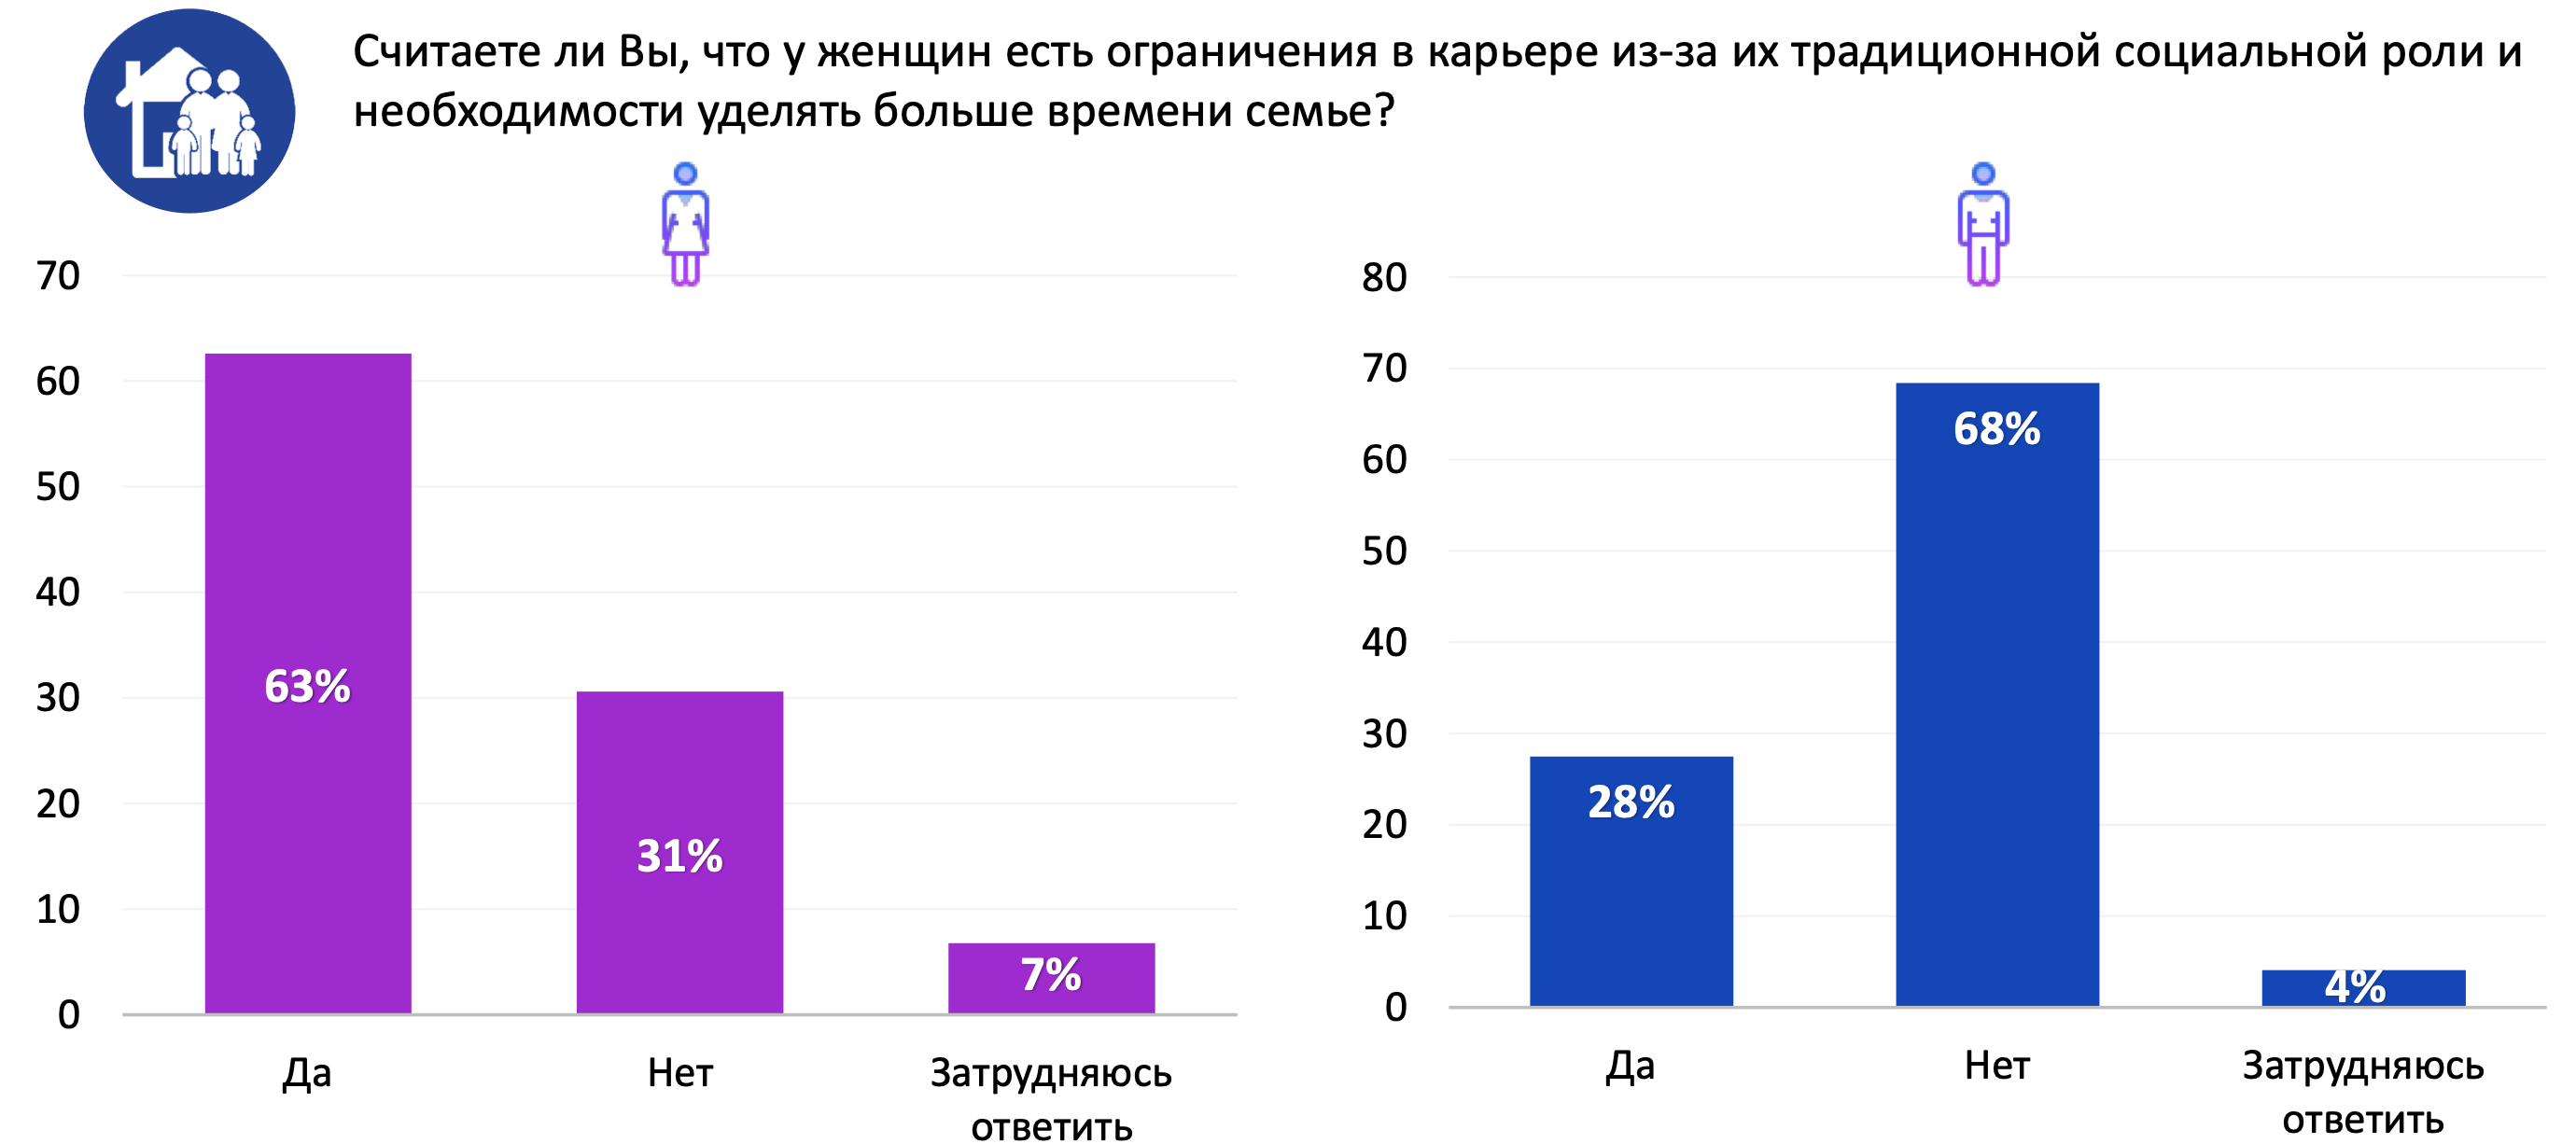 Считаете ли Вы, что у женщин есть ограничения в карьере из-за их традиционной социальной роли и
необходимости уделять больше времени семье?
70
60
50
40
30
20
10
0
63%
31%
7%
Да
Нет
Затрудняюсь
ответить
80
70
60
50
40
30
20
10
0
28%
68%
4%
Да
Нет
Затрудняюсь
ответить